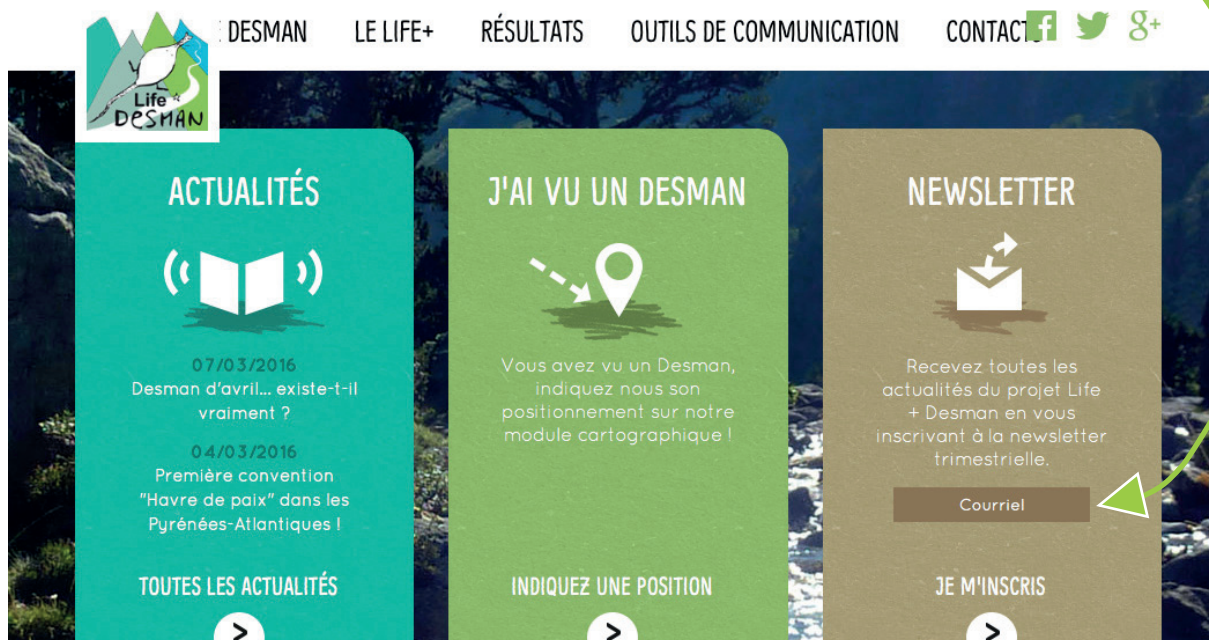 DESMAN
LE LIFE+
RÉSULTATS
OUTILS DE COMMUNICATION
CONTACTS
Life
DESMAN
ACTUALITÉS
07/03/2016
Desman d'avril... existe-t-il
vraiment ?
04/03/2016
Première convention
"Havre de paix" dans les
Pyrénées-Atlantiques !
TOUTES LES ACTUALITÉS
J'AI VU UN DESMAN
Vous avez vu un Desman,
indiquez nous son
positionnement sur notre
module cartographique !
INDIQUEZ UNE POSITION
NEWSLETTER
Recevez toutes les
actualités du projet Life
+ Desman en vous
inscrivant à la newsletter
trimestrielle.
Courriel
JE M'INSCRIS